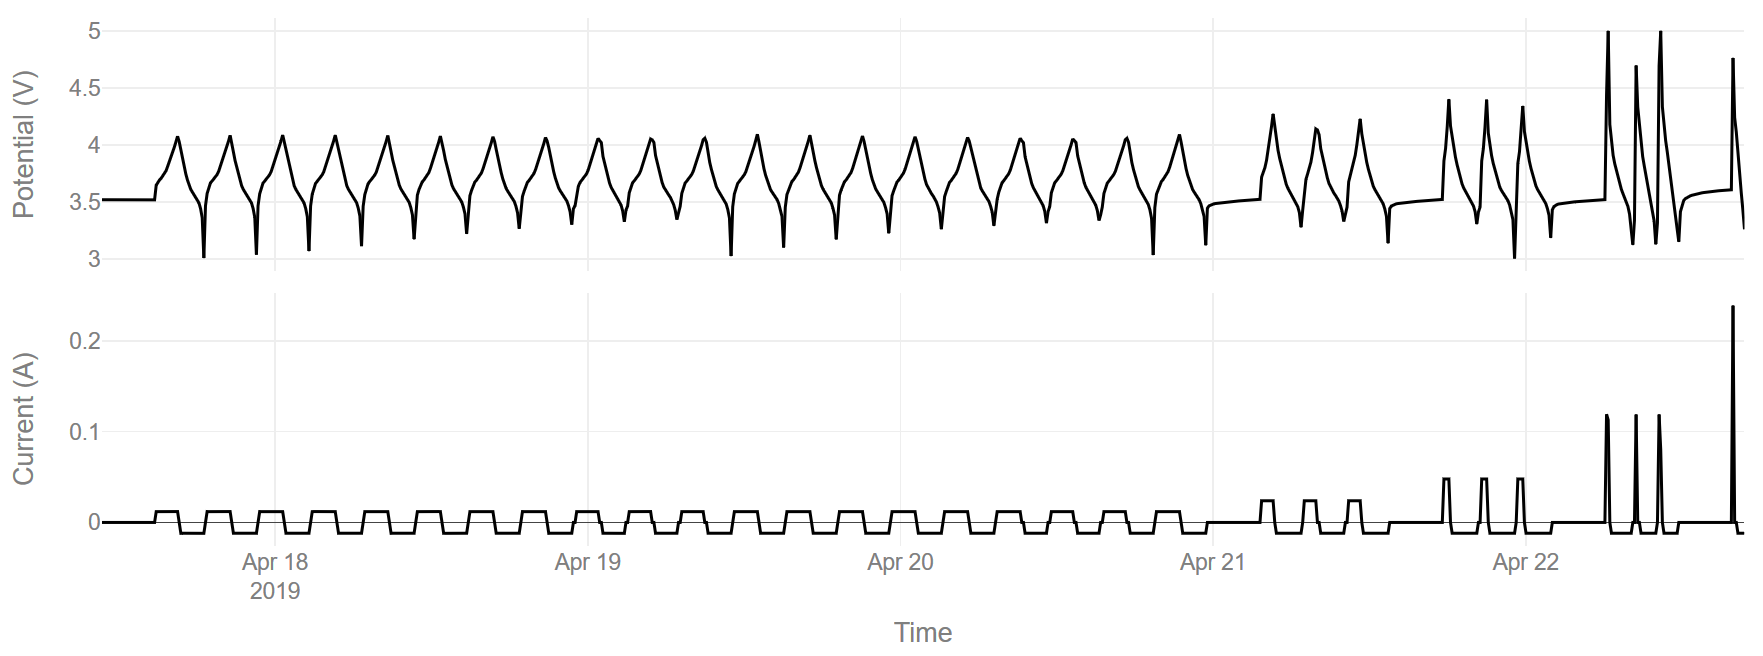 Potential (V)
5
4.5
4
3.5
3
Current (A)
0.2
0.1
0
Apr 18
2019
Apr 19
Apr 20
Apr 21
Apr 22
Time